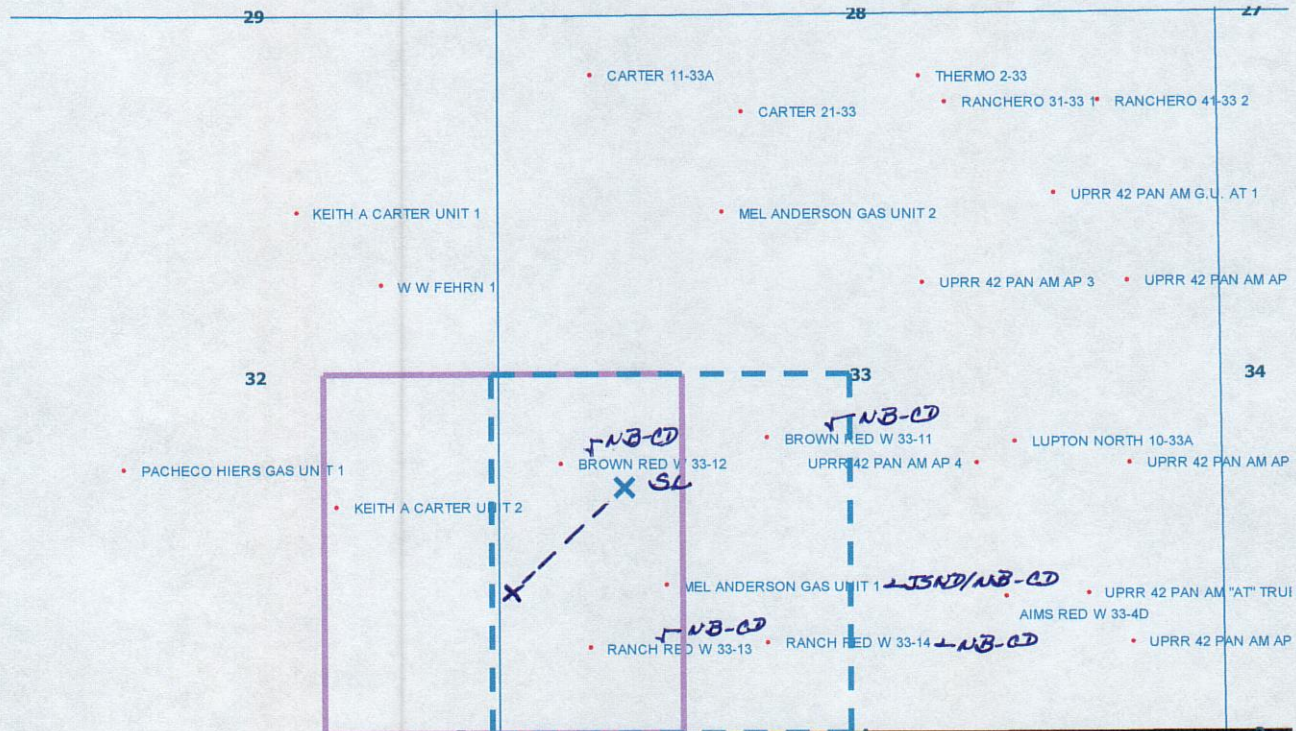 29
28
27
CARTER 11-33A
THERMO 2-33
CARTER 21-33
RANCHERO 31-33 1
RANCHERO 41-33 2
KEITH A CARTER UNIT 1
MEL ANDERSON GAS UNIT 2
UPRR 42 PAN AM G.U. AT 1
W W FEHRN 1
UPRR 42 PAN AM AP 3
UPRR 42 PAN AM AP
32
33
34
NB-CD
NB-CD
BROWN RED W 33-11
LUPTON NORTH 10-33A
PACHECO HIERS GAS UNIT 1
BROWN RED W 33-12
UPRR 42 PAN AM AP 4
UPRR 42 PAN AM AP
SL
KEITH A CARTER UNIT 2
MEL ANDERSON GAS UNIT 1
JSND/NB-CD
UPRR 42 PAN AM "AT" TRU
AIMS RED W 33-4D
NB-CD
RANCH RED W 33-13
RANCH RED W 33-14
NB-CD
UPRR 42 PAN AM AP